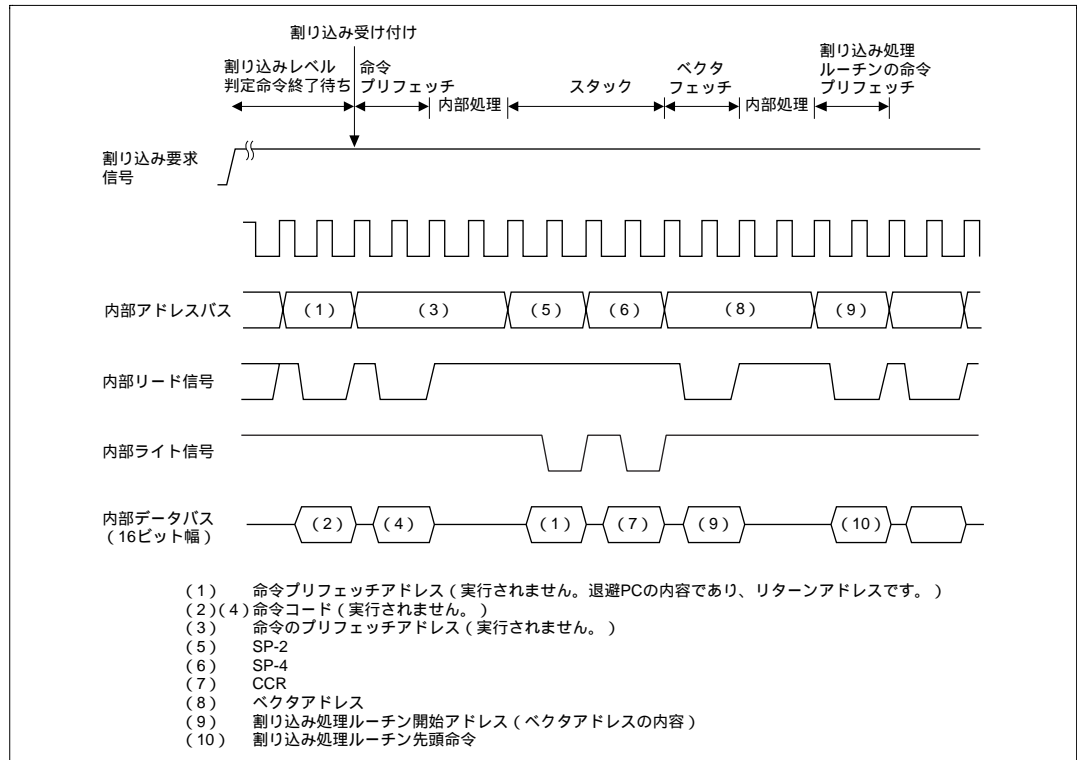 割り込み受け付け
割り込みレベル
判定命令終了待ち
命令
プリフェッチ
内部処理
スタック
ベクタ
フェッチ
内部処理
割り込み処理
ルーチンの命令
プリフェッチ
割り込み要求
信号
内部アドレスバス
(1)
(3)
(5)
(6)
(8)
(9)
内部リード信号
内部ライト信号
内部データバス
(16ビット幅)
(2)
(4)
(1)
(7)
(9)
(10)
(1) 命令プリフェッチアドレス(実行されません。退避PCの内容であり、リターンアドレスです。)
(2)(4)命令コード(実行されません。)
(3) 命令のプリフェッチアドレス(実行されません。)
(5) SP-2
(6) SP-4
(7) CCR
(8) ベクタアドレス
(9) 割り込み処理ルーチン開始アドレス(ベクタアドレスの内容)
(10) 割り込み処理ルーチン先頭命令